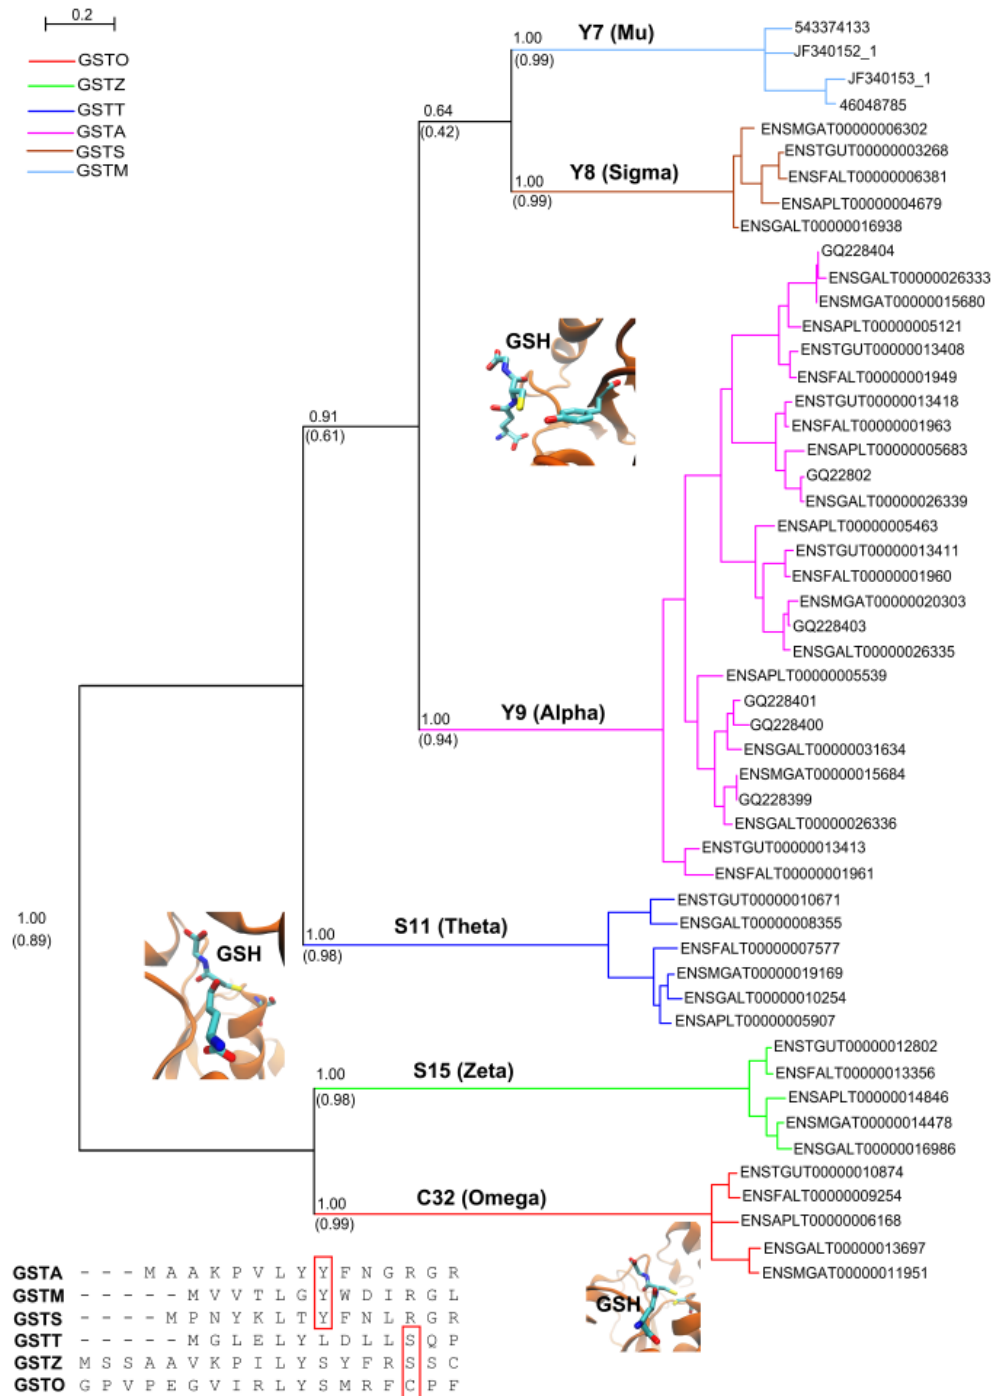 0.2
GSTO
GSTZ
GSTT
GSTA
GSTS
GSTM
1.00
(0.99)
Y7 (Mu)
543374133
JF340152_1
JF340153_1
46048785
0.64
(0.42)
1.00
(0.99)
Y8 (Sigma)
ENSMGAT00000006302
ENSTGUT00000003268
ENSFALT00000006381
ENSAPLT00000004679
ENSGALT00000016938
GQ228404
ENSGALT00000026333
ENSMGAT00000015680
ENSAPLT00000005121
ENSTGUT00000013408
ENSFALT00000001949
ENSTGUT00000013418
ENSFALT00000001963
ENSAPLT00000005683
GQ22802
ENSGALT00000026339
ENSAPLT00000005463
ENSTGUT00000013411
ENSFALT00000001960
ENSMGAT00000020303
GQ228403
ENSGALT00000026335
GSH
0.91
(0.61)
1.00
(0.94)
Y9 (Alpha)
ENSAPLT00000005539
GQ228401
GQ228400
ENSGALT00000031634
ENSMGAT00000015684
GQ228399
ENSGALT00000026336
ENSTGUT00000013413
ENSFALT00000001961
1.00
(0.89)
GSH
1.00
(0.98)
S11 (Theta)
ENSTGUT00000010671
ENSGALT00000008355
ENSFALT00000007577
ENSMGAT00000019169
ENSGALT00000010254
ENSAPLT00000005907
1.00
(0.98)
S15 (Zeta)
ENSTGUT00000012802
ENSFALT00000013356
ENSAPLT00000014846
ENSMGAT00000014478
ENSGALT00000016986
1.00
(0.99)
C32 (Omega)
ENSTGUT00000010874
ENSFALT00000009254
ENSAPLT00000006168
ENSGALT00000013697
ENSMGAT00000011951
GSH
GSTA - - - M A A K P V L Y Y F N G R G R
GSTM - - - - - M V V T L G Y W D I R G L
GSTS - - - - M P N Y K L T Y F N L R G R
GSTT - - - - - M G L E L Y L D L L S Q P
GSTZ M S S A A V K P I L Y S Y F R S S C
GSTO G P V P E G V I R L Y S M R F C P F